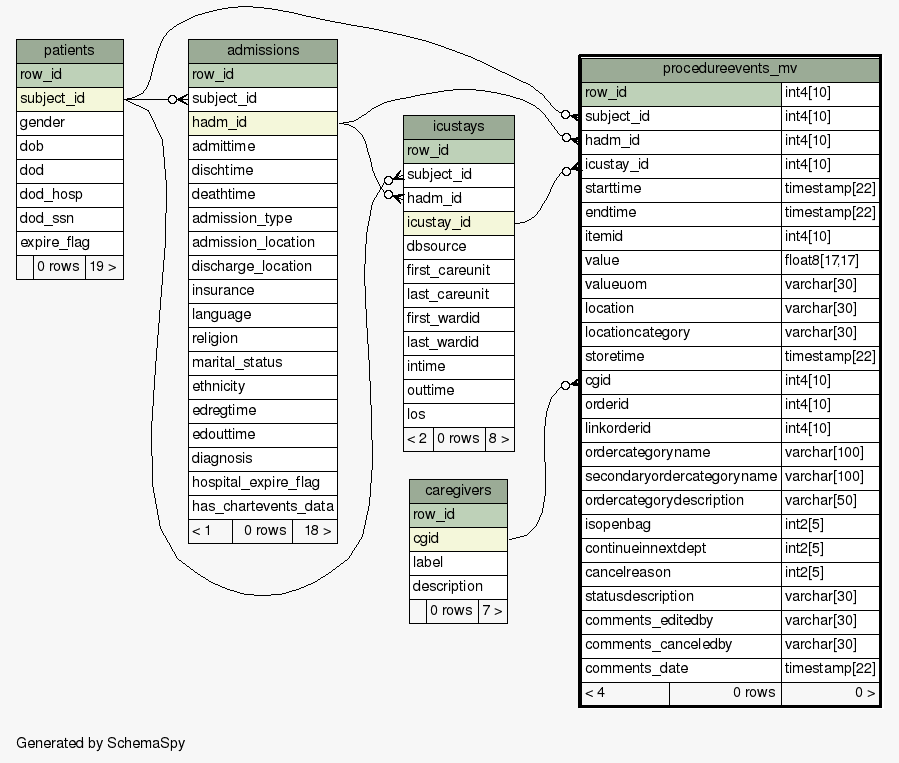 patients
row_id
subject_id
gender
dob
dod
dod_hosp
dod_ssn
expire_flag
0 rows 19 >
admissions
row_id
subject_id
hadm_id
admittime
dischtime
deathtime
admission_type
admission_location
discharge_location
insurance
language
religion
marital_status
ethnicity
edregtime
edouttime
diagnosis
hospital_expire_flag
has_chartevents_data
< 1 0 rows 18 >
icustays
row_id
subject_id
hadm_id
icustay_id
dbsource
first_careunit
last_careunit
first_wardid
last_wardid
intime
outtime
los
< 2 0 rows 8 >
caregivers
row_id
cgid
label
description
0 rows 7 >
procedureevents_mv
row_id int4[10]
subject_id int4[10]
hadm_id int4[10]
icustay_id int4[10]
starttime timestamp[22]
endtime timestamp[22]
itemid int4[10]
value float8[17,17]
valueuom varchar[30]
location varchar[30]
locationcategory varchar[30]
storetime timestamp[22]
cgid int4[10]
orderid int4[10]
linkorderid int4[10]
ordercategoryname varchar[100]
secondaryordercategoryname varchar[100]
ordercategorydescription varchar[50]
isopenbag int2[5]
continueinnextdept int2[5]
cancelreason int2[5]
statusdescription varchar[30]
comments_editedby varchar[30]
comments_canceledby varchar[30]
comments_date timestamp[22]
< 4 0 rows 0 >
Generated by SchemaSpy